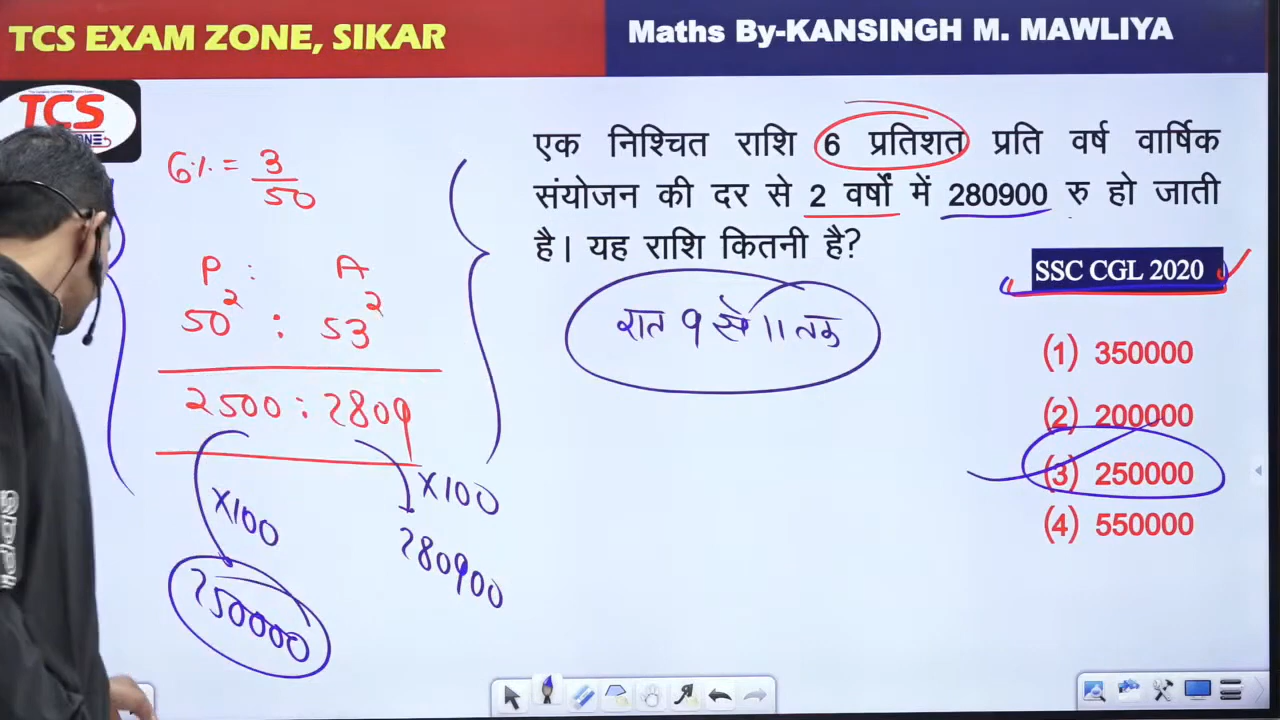 TCS EXAM ZONE, SIKAR
Maths By-KANSINGH M. MAWLIYA
TCS
6% = 3/50
P : A
50² : 53²
2500 : 2809
×100
×100
280900
250000
एक निश्चित राशि 6 प्रतिशत प्रति वर्ष वार्षिक
संयोजन की दर से 2 वर्षों में 280900 रु हो जाती
है। यह राशि कितनी है?
SSC CGL 2020
रात 9 से 11 तक
(1) 350000
(2) 200000
(3) 250000
(4) 550000